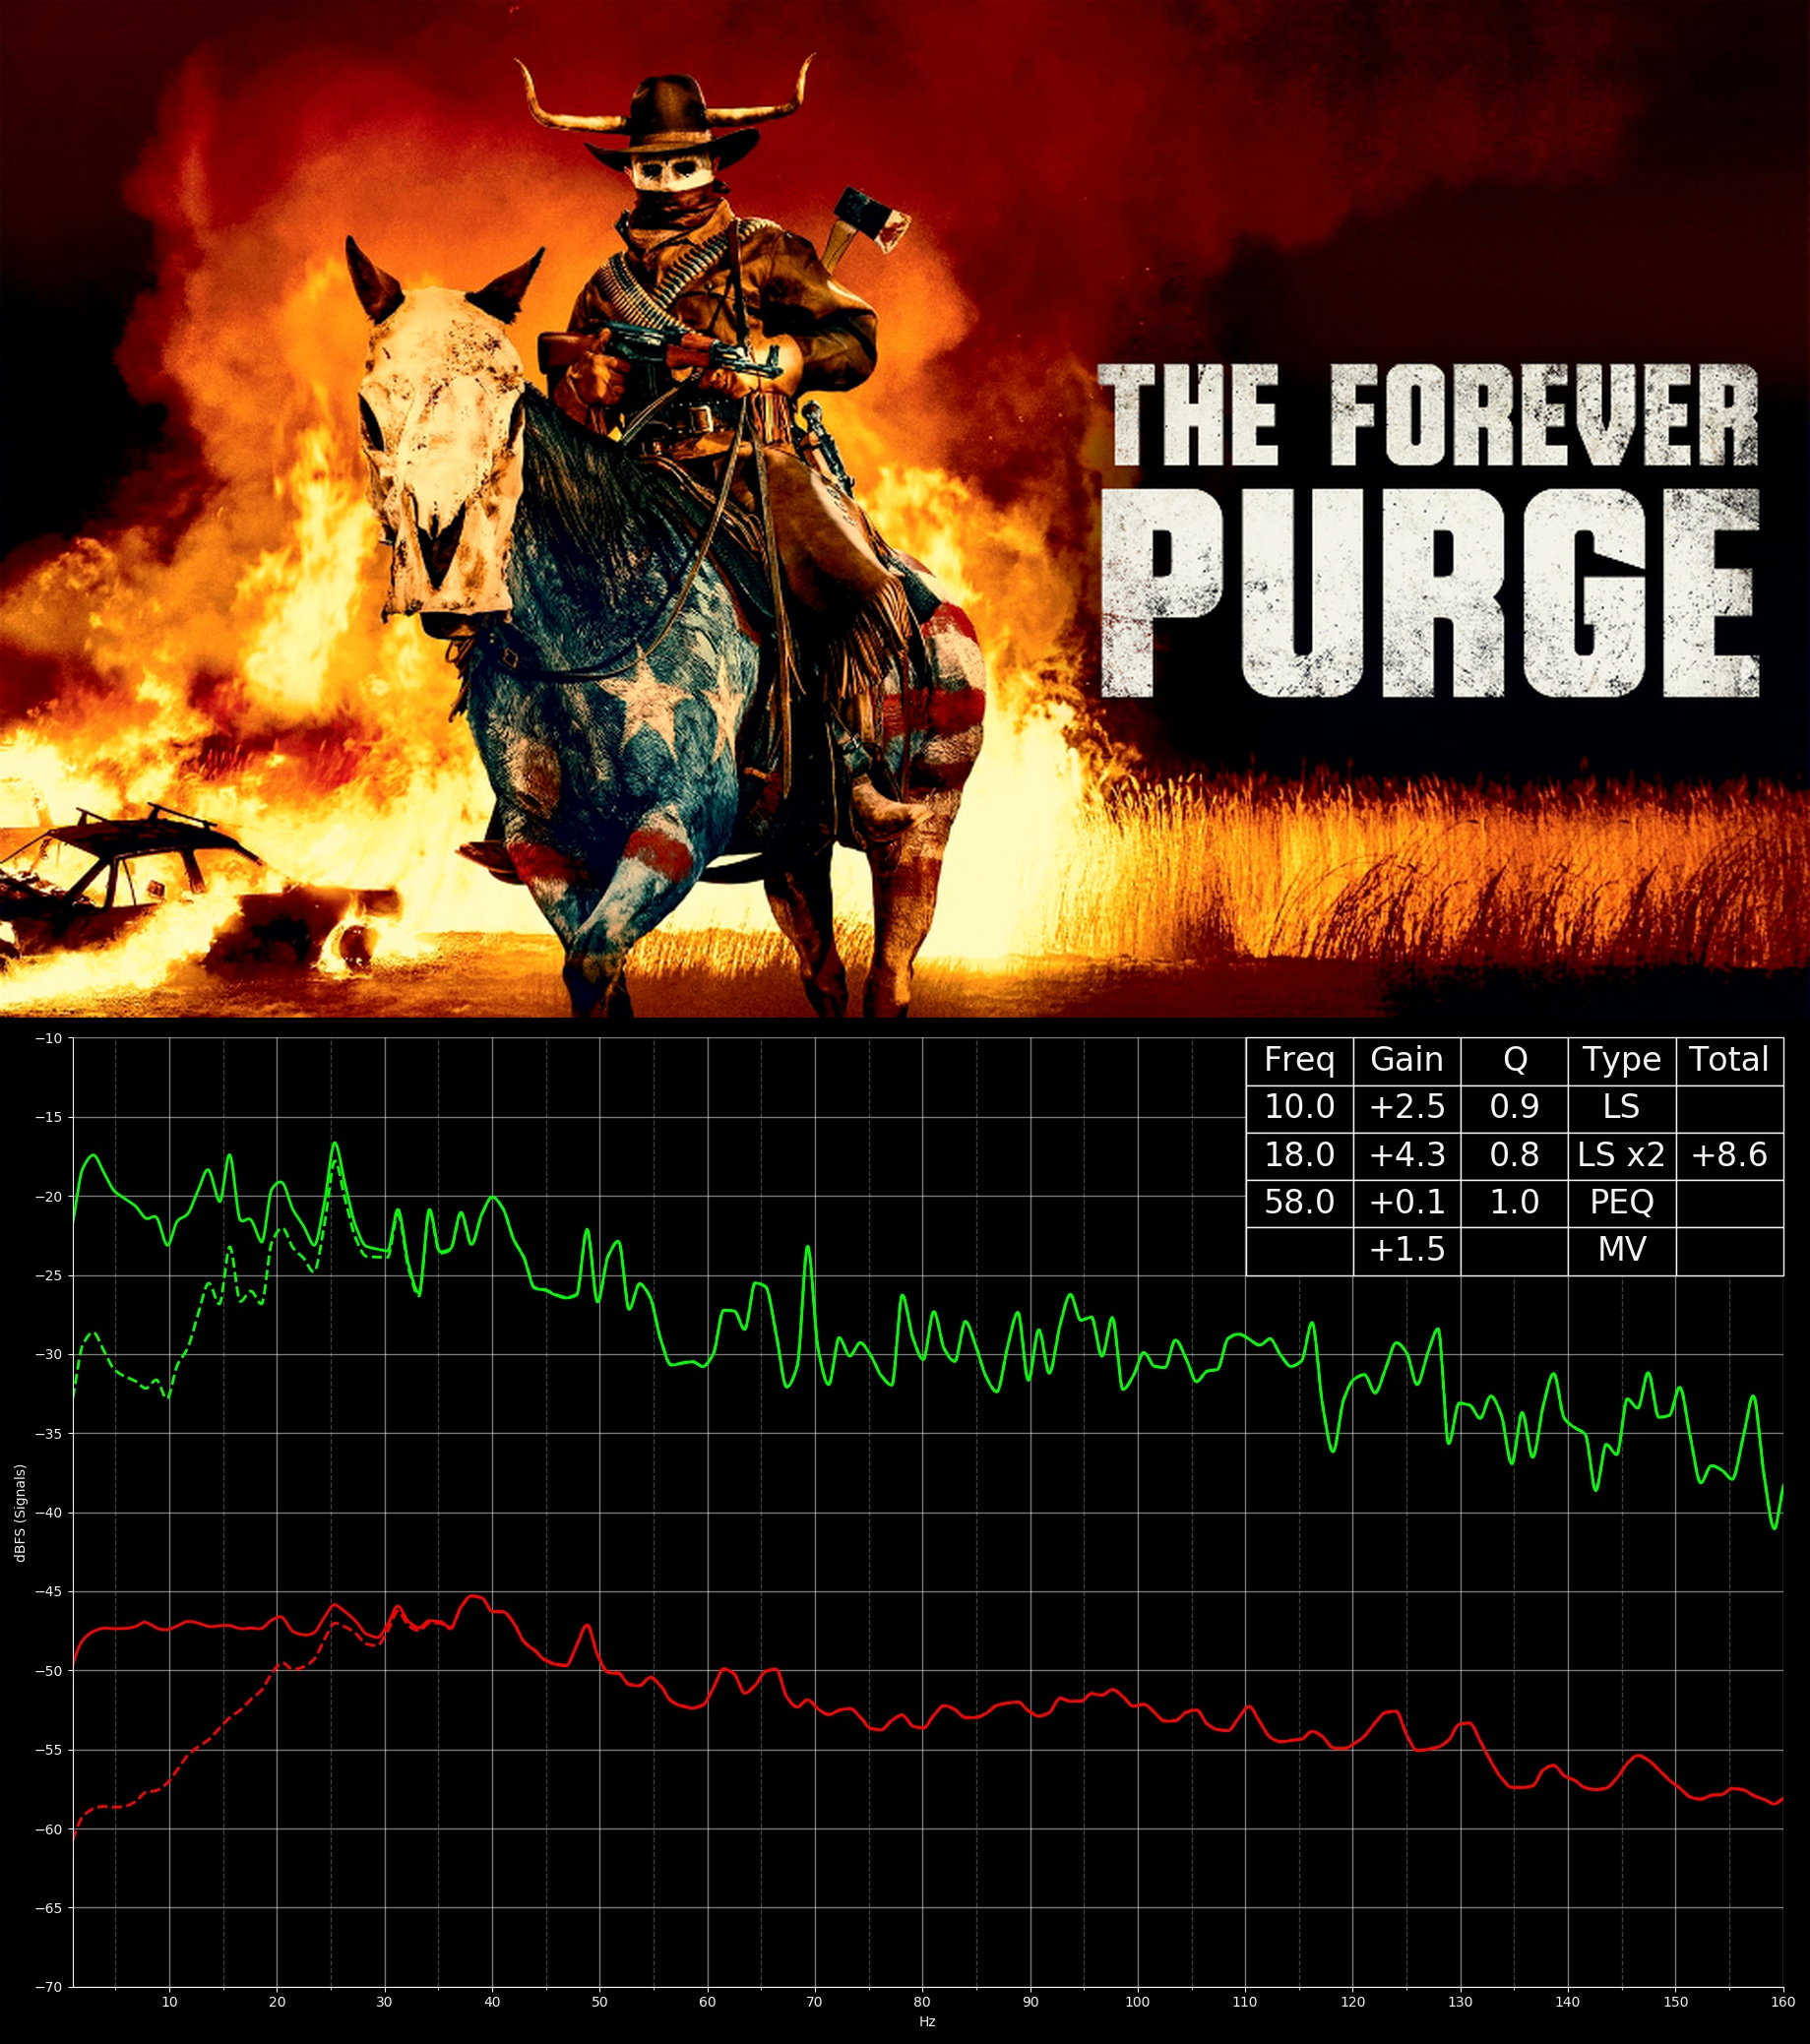 THE FOREVER
PURGE
Freq Gain Q Type Total
10.0 +2.5 0.9 LS
18.0 +4.3 0.8 LS x2 +8.6
58.0 +0.1 1.0 PEQ
+1.5 MV
−10
−15
−20
−25
−30
−35
−40
−45
−50
−55
−60
−65
−70
dBFS (Signals)
10 20 30 40 50 60 70 80 90 100 110 120 130 140 150 160
Hz